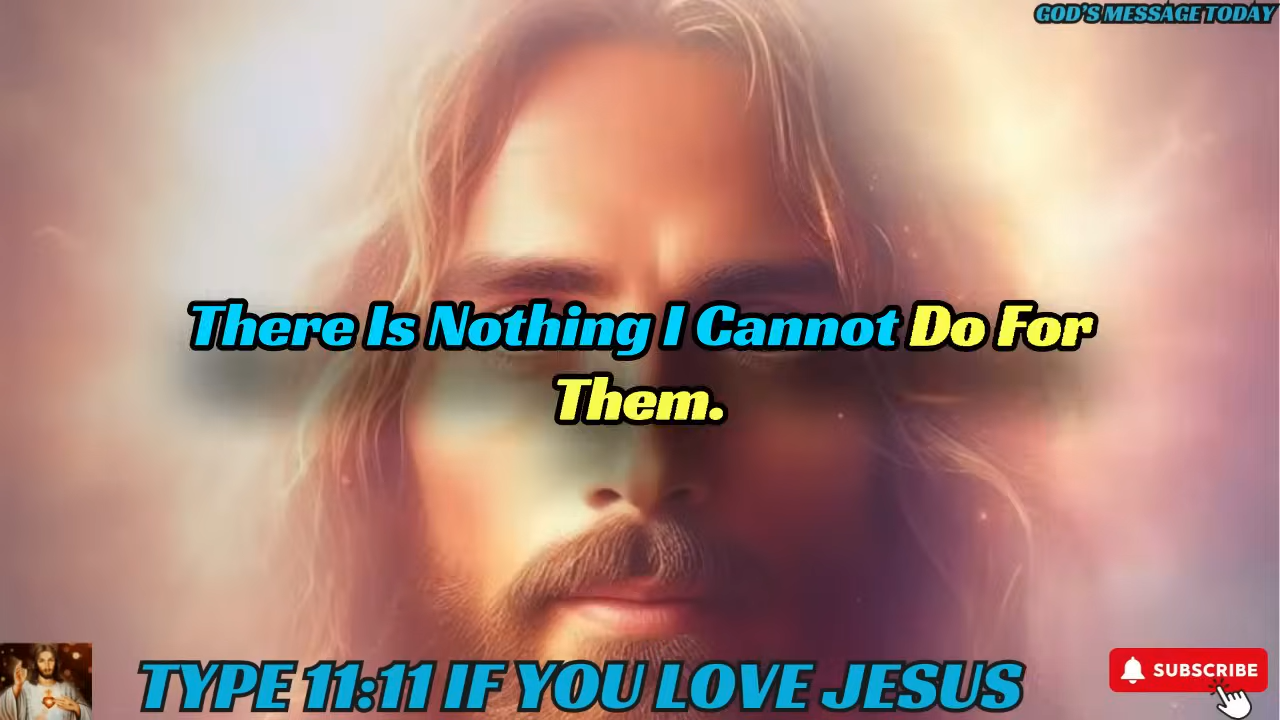 GOD'S MESSAGE TODAY
There Is Nothing I Cannot Do For
Them.
TYPE 11:11 IF YOU LOVE JESUS
SUBSCRIBE